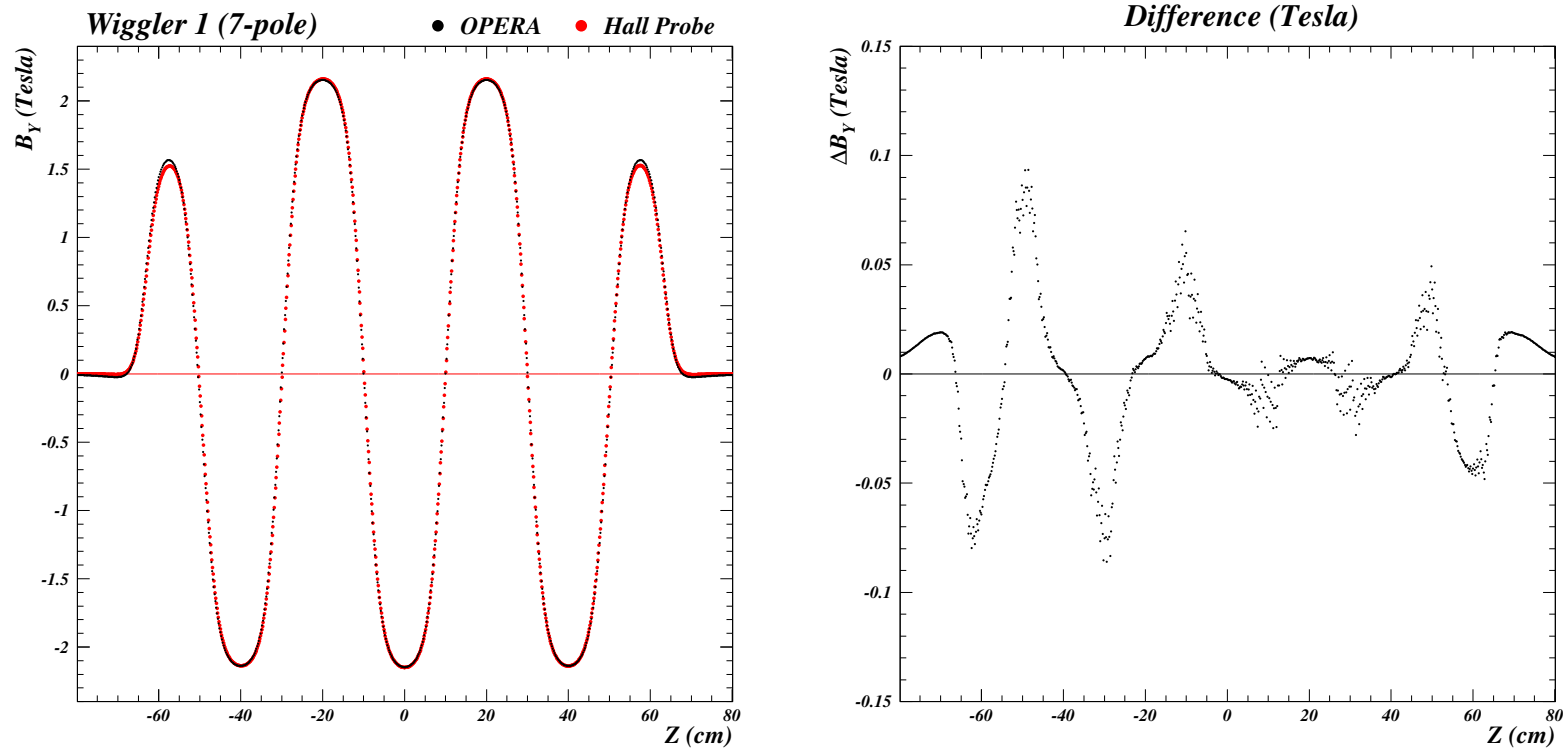 Wiggler 1 (7-pole)
OPERA
Hall Probe
B_Y (Tesla)
2
1.5
1
0.5
0
-0.5
-1
-1.5
-2
-60 -40 -20 0 20 40 60 80
Z (cm)
Difference (Tesla)
ΔB_Y (Tesla)
0.15
0.1
0.05
0
-0.05
-0.1
-0.15
-60 -40 -20 0 20 40 60 80
Z (cm)